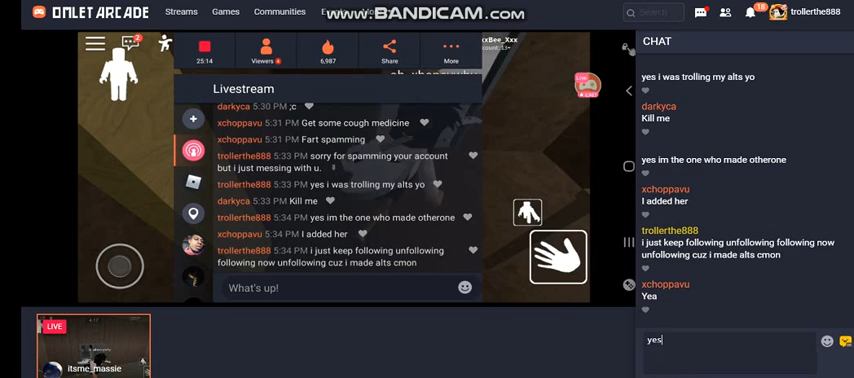 OMLET ARCADE
Streams
Games
Communities
www.BANDICAM.com
Search
18
trollerthe888
2
25:14
Viewers 4
6,987
Share
More
xxBee_Xxx
Livestream
darkyca 5:30 PM ;c
xchoppavu 5:31 PM Get some cough medicine
xchoppavu 5:31 PM Fart spamming
trollerthe888 5:33 PM sorry for spamming your account
but i just messing with u.
trollerthe888 5:33 PM yes i was trolling my alts yo
darkyca 5:33 PM Kill me
trollerthe888 5:34 PM yes im the one who made otherone
xchoppavu 5:34 PM I added her
trollerthe888 5:34 PM i just keep following unfollowing
following now unfollowing cuz i made alts cmon
What's up!
LIVE
itsme_massie
CHAT
yes i was trolling my alts yo
darkyca
Kill me
yes im the one who made otherone
xchoppavu
I added her
trollerthe888
i just keep following unfollowing following now
unfollowing cuz i made alts cmon
xchoppavu
Yea
yes